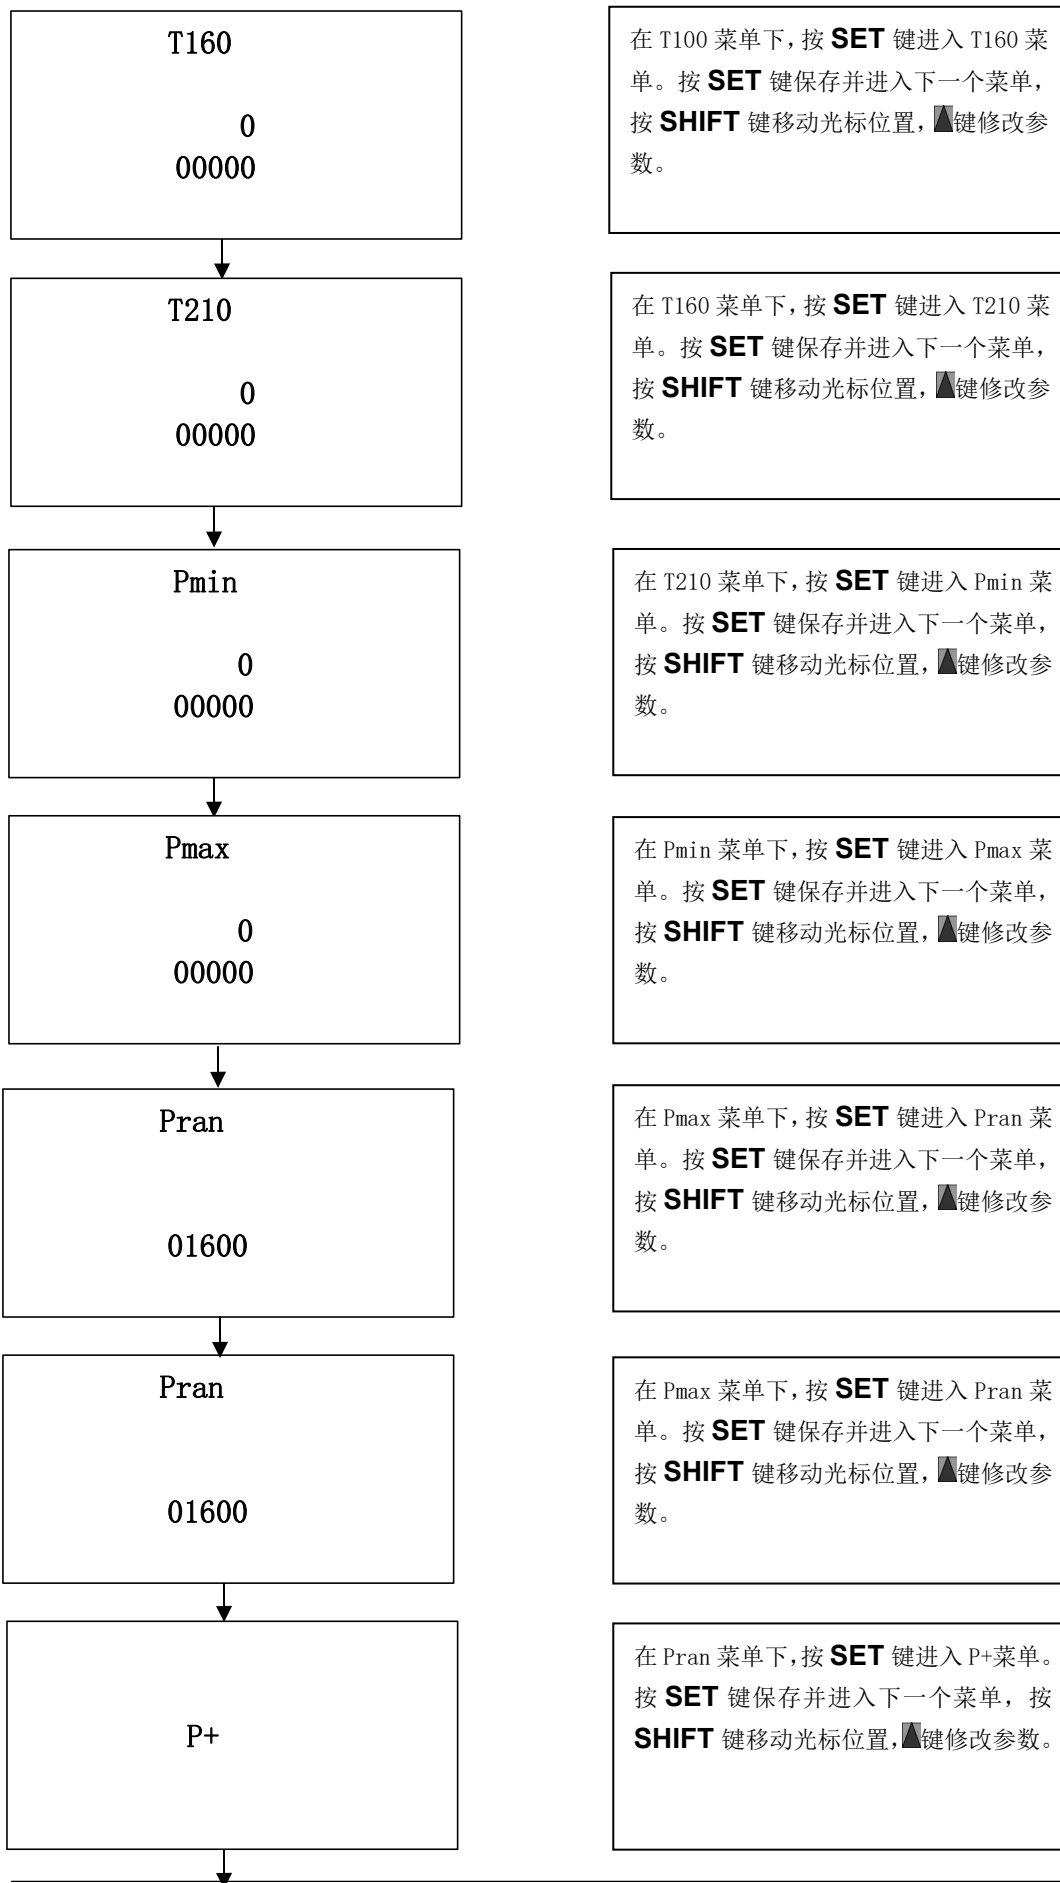 T160
0
00000
在 T100 菜单下，按 SET 键进入 T160 菜
单。按 SET 键保存并进入下一个菜单，
按 SHIFT 键移动光标位置，▲键修改参
数。
T210
0
00000
在 T160 菜单下，按 SET 键进入 T210 菜
单。按 SET 键保存并进入下一个菜单，
按 SHIFT 键移动光标位置，▲键修改参
数。
Pmin
0
00000
在 T210 菜单下，按 SET 键进入 Pmin 菜
单。按 SET 键保存并进入下一个菜单，
按 SHIFT 键移动光标位置，▲键修改参
数。
Pmax
0
00000
在 Pmin 菜单下，按 SET 键进入 Pmax 菜
单。按 SET 键保存并进入下一个菜单，
按 SHIFT 键移动光标位置，▲键修改参
数。
Pran
01600
在 Pmax 菜单下，按 SET 键进入 Pran 菜
单。按 SET 键保存并进入下一个菜单，
按 SHIFT 键移动光标位置，▲键修改参
数。
Pran
01600
在 Pmax 菜单下，按 SET 键进入 Pran 菜
单。按 SET 键保存并进入下一个菜单，
按 SHIFT 键移动光标位置，▲键修改参
数。
P+
在 Pran 菜单下，按 SET 键进入 P+菜单。
按 SET 键保存并进入下一个菜单，按
SHIFT 键移动光标位置，▲键修改参数。